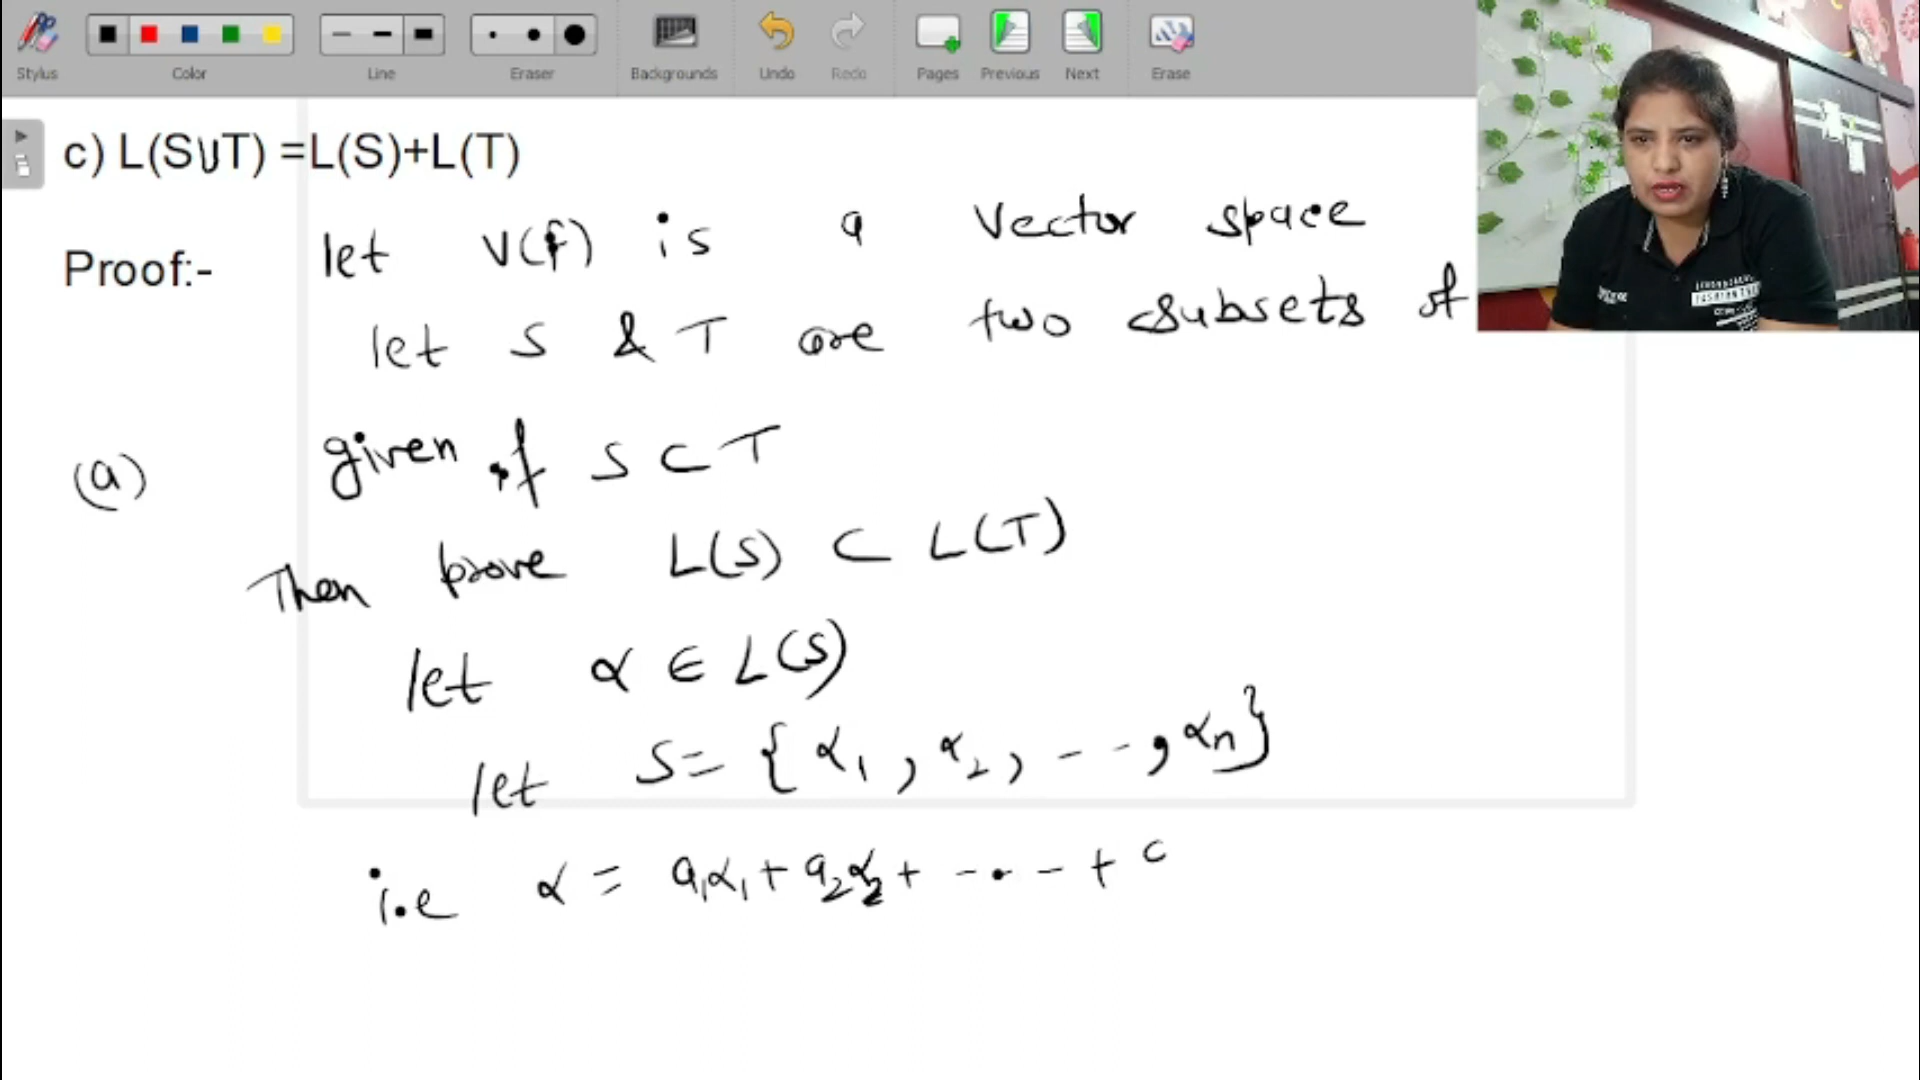 Stylus Color Line Eraser Backgrounds Undo Redo Pages Previous Next Erase
c) L(S∪T) =L(S)+L(T)
Proof:- let V(F) is a Vector space
let S & T are two subsets of
(a) given if S ⊂ T
Then prove L(S) ⊂ L(T)
let α ∈ L(S)
let S = { α₁ , α₂ , - - -, αn}
i.e α = a₁α₁ + a₂α₂ + - - - - + c